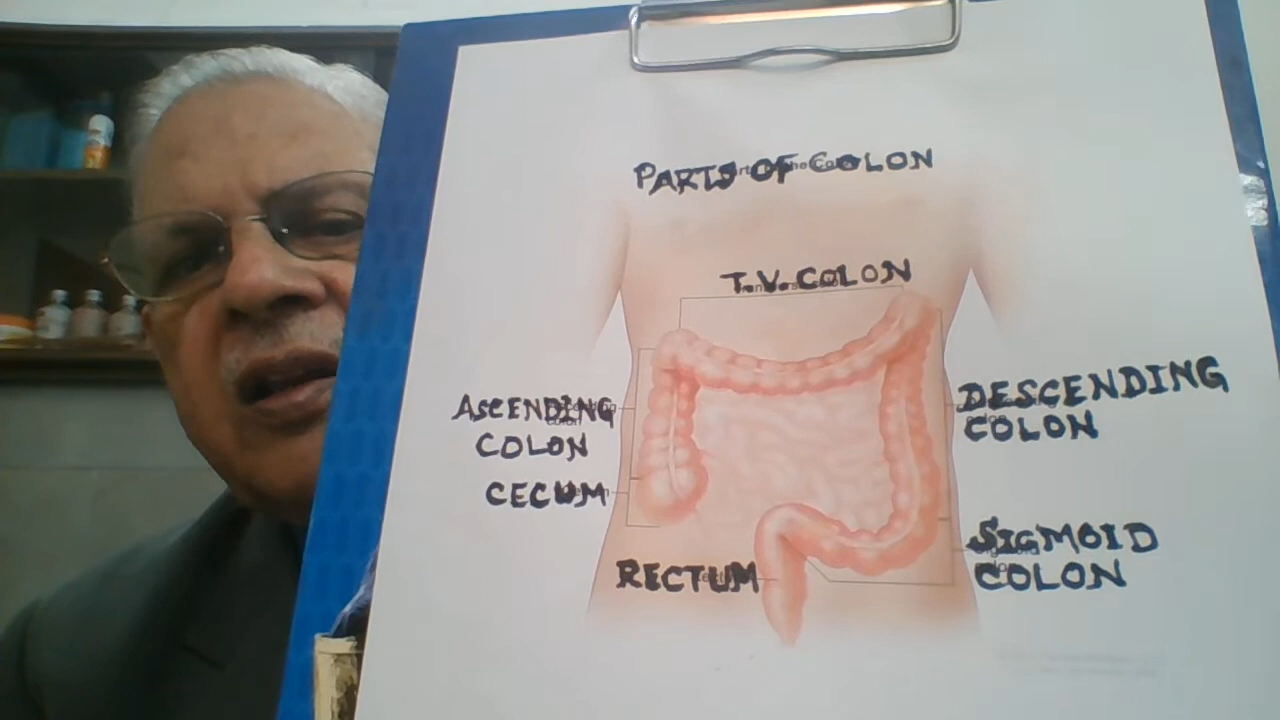 PARTS OF COLON
T.V. COLON
ASCENDING
COLON
CECUM
DESCENDING
COLON
SIGMOID
COLON
RECTUM